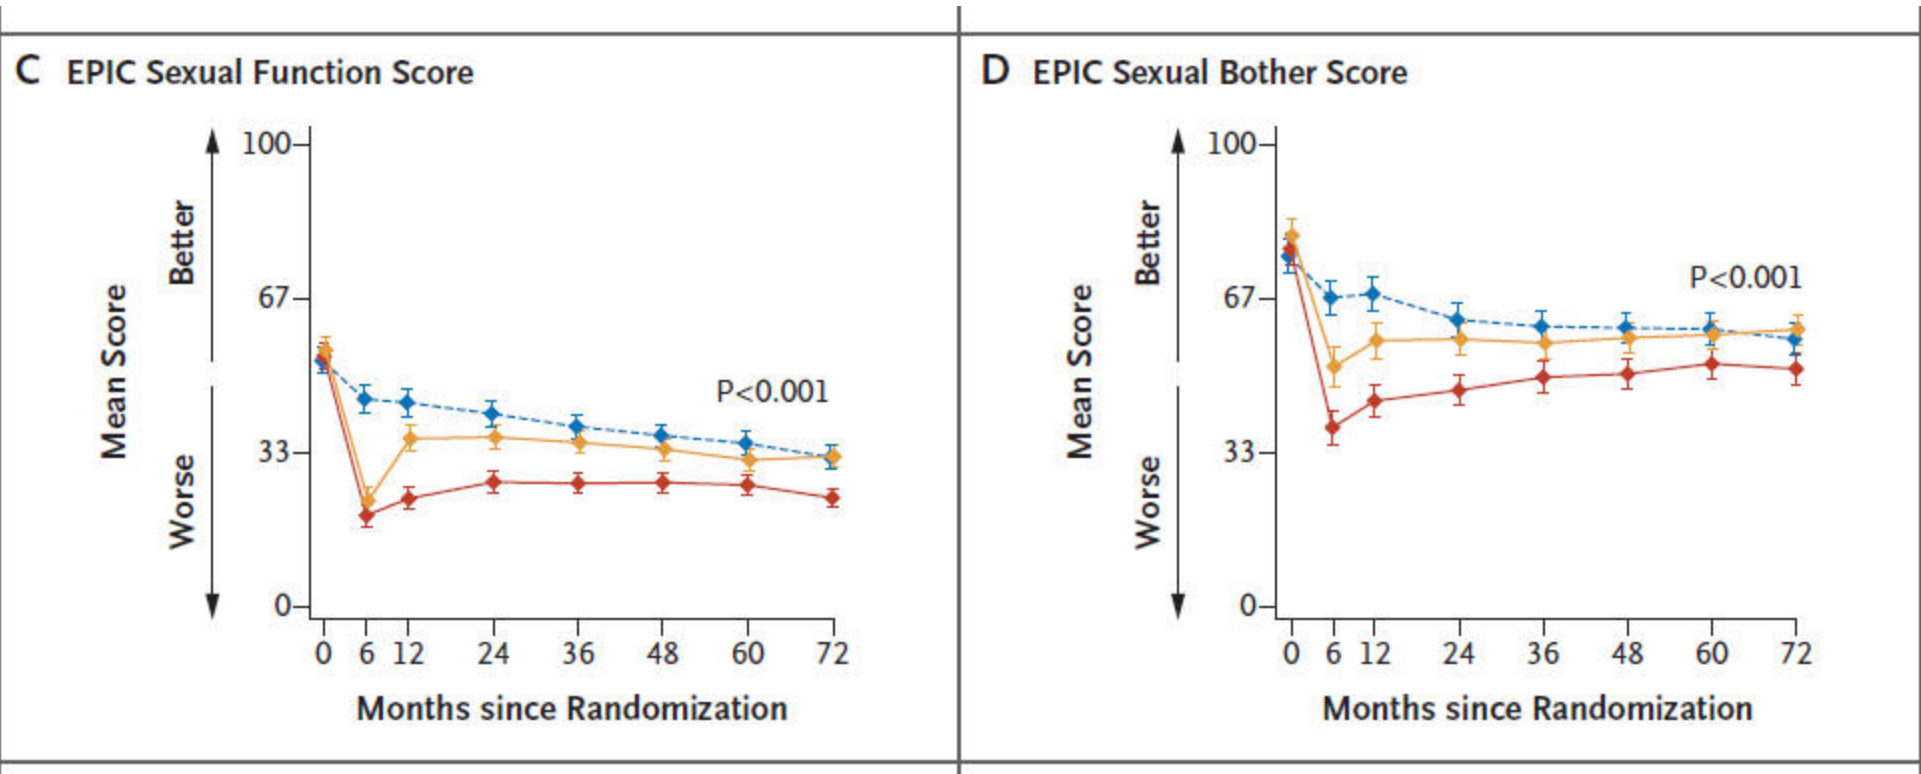 C EPIC Sexual Function Score
100
67
33
0
Better
Worse
Mean Score
P<0.001
0 6 12 24 36 48 60 72
Months since Randomization
D EPIC Sexual Bother Score
100
67
33
0
Better
Worse
Mean Score
P<0.001
0 6 12 24 36 48 60 72
Months since Randomization